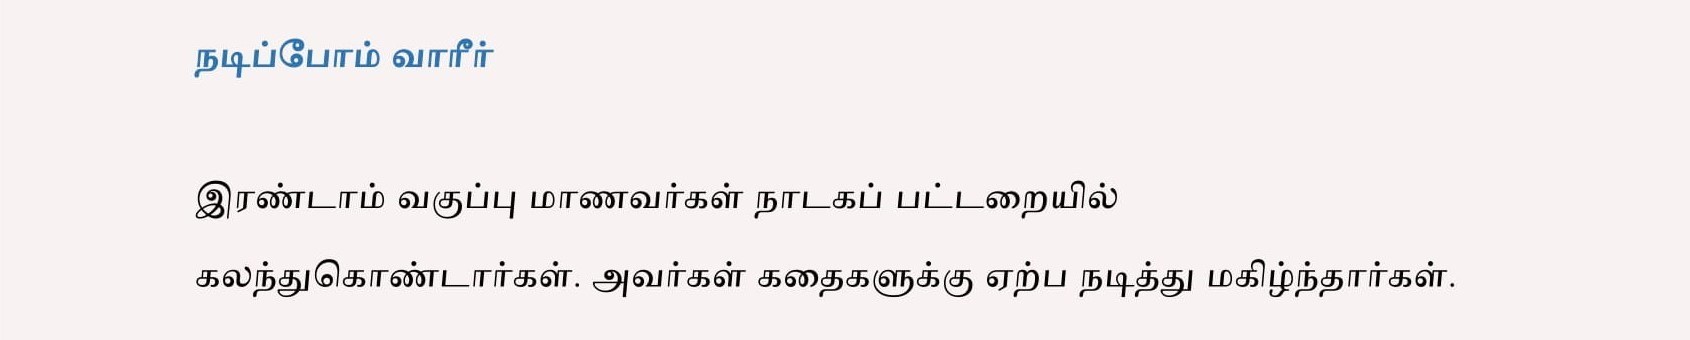 நடிப்போம் வாரீர்
இரண்டாம் வகுப்பு மாணவர்கள் நாடகப் பட்டறையில்
கலந்துகொண்டார்கள். அவர்கள் கதைகளுக்கு ஏற்ப நடித்து மகிழ்ந்தார்கள்.